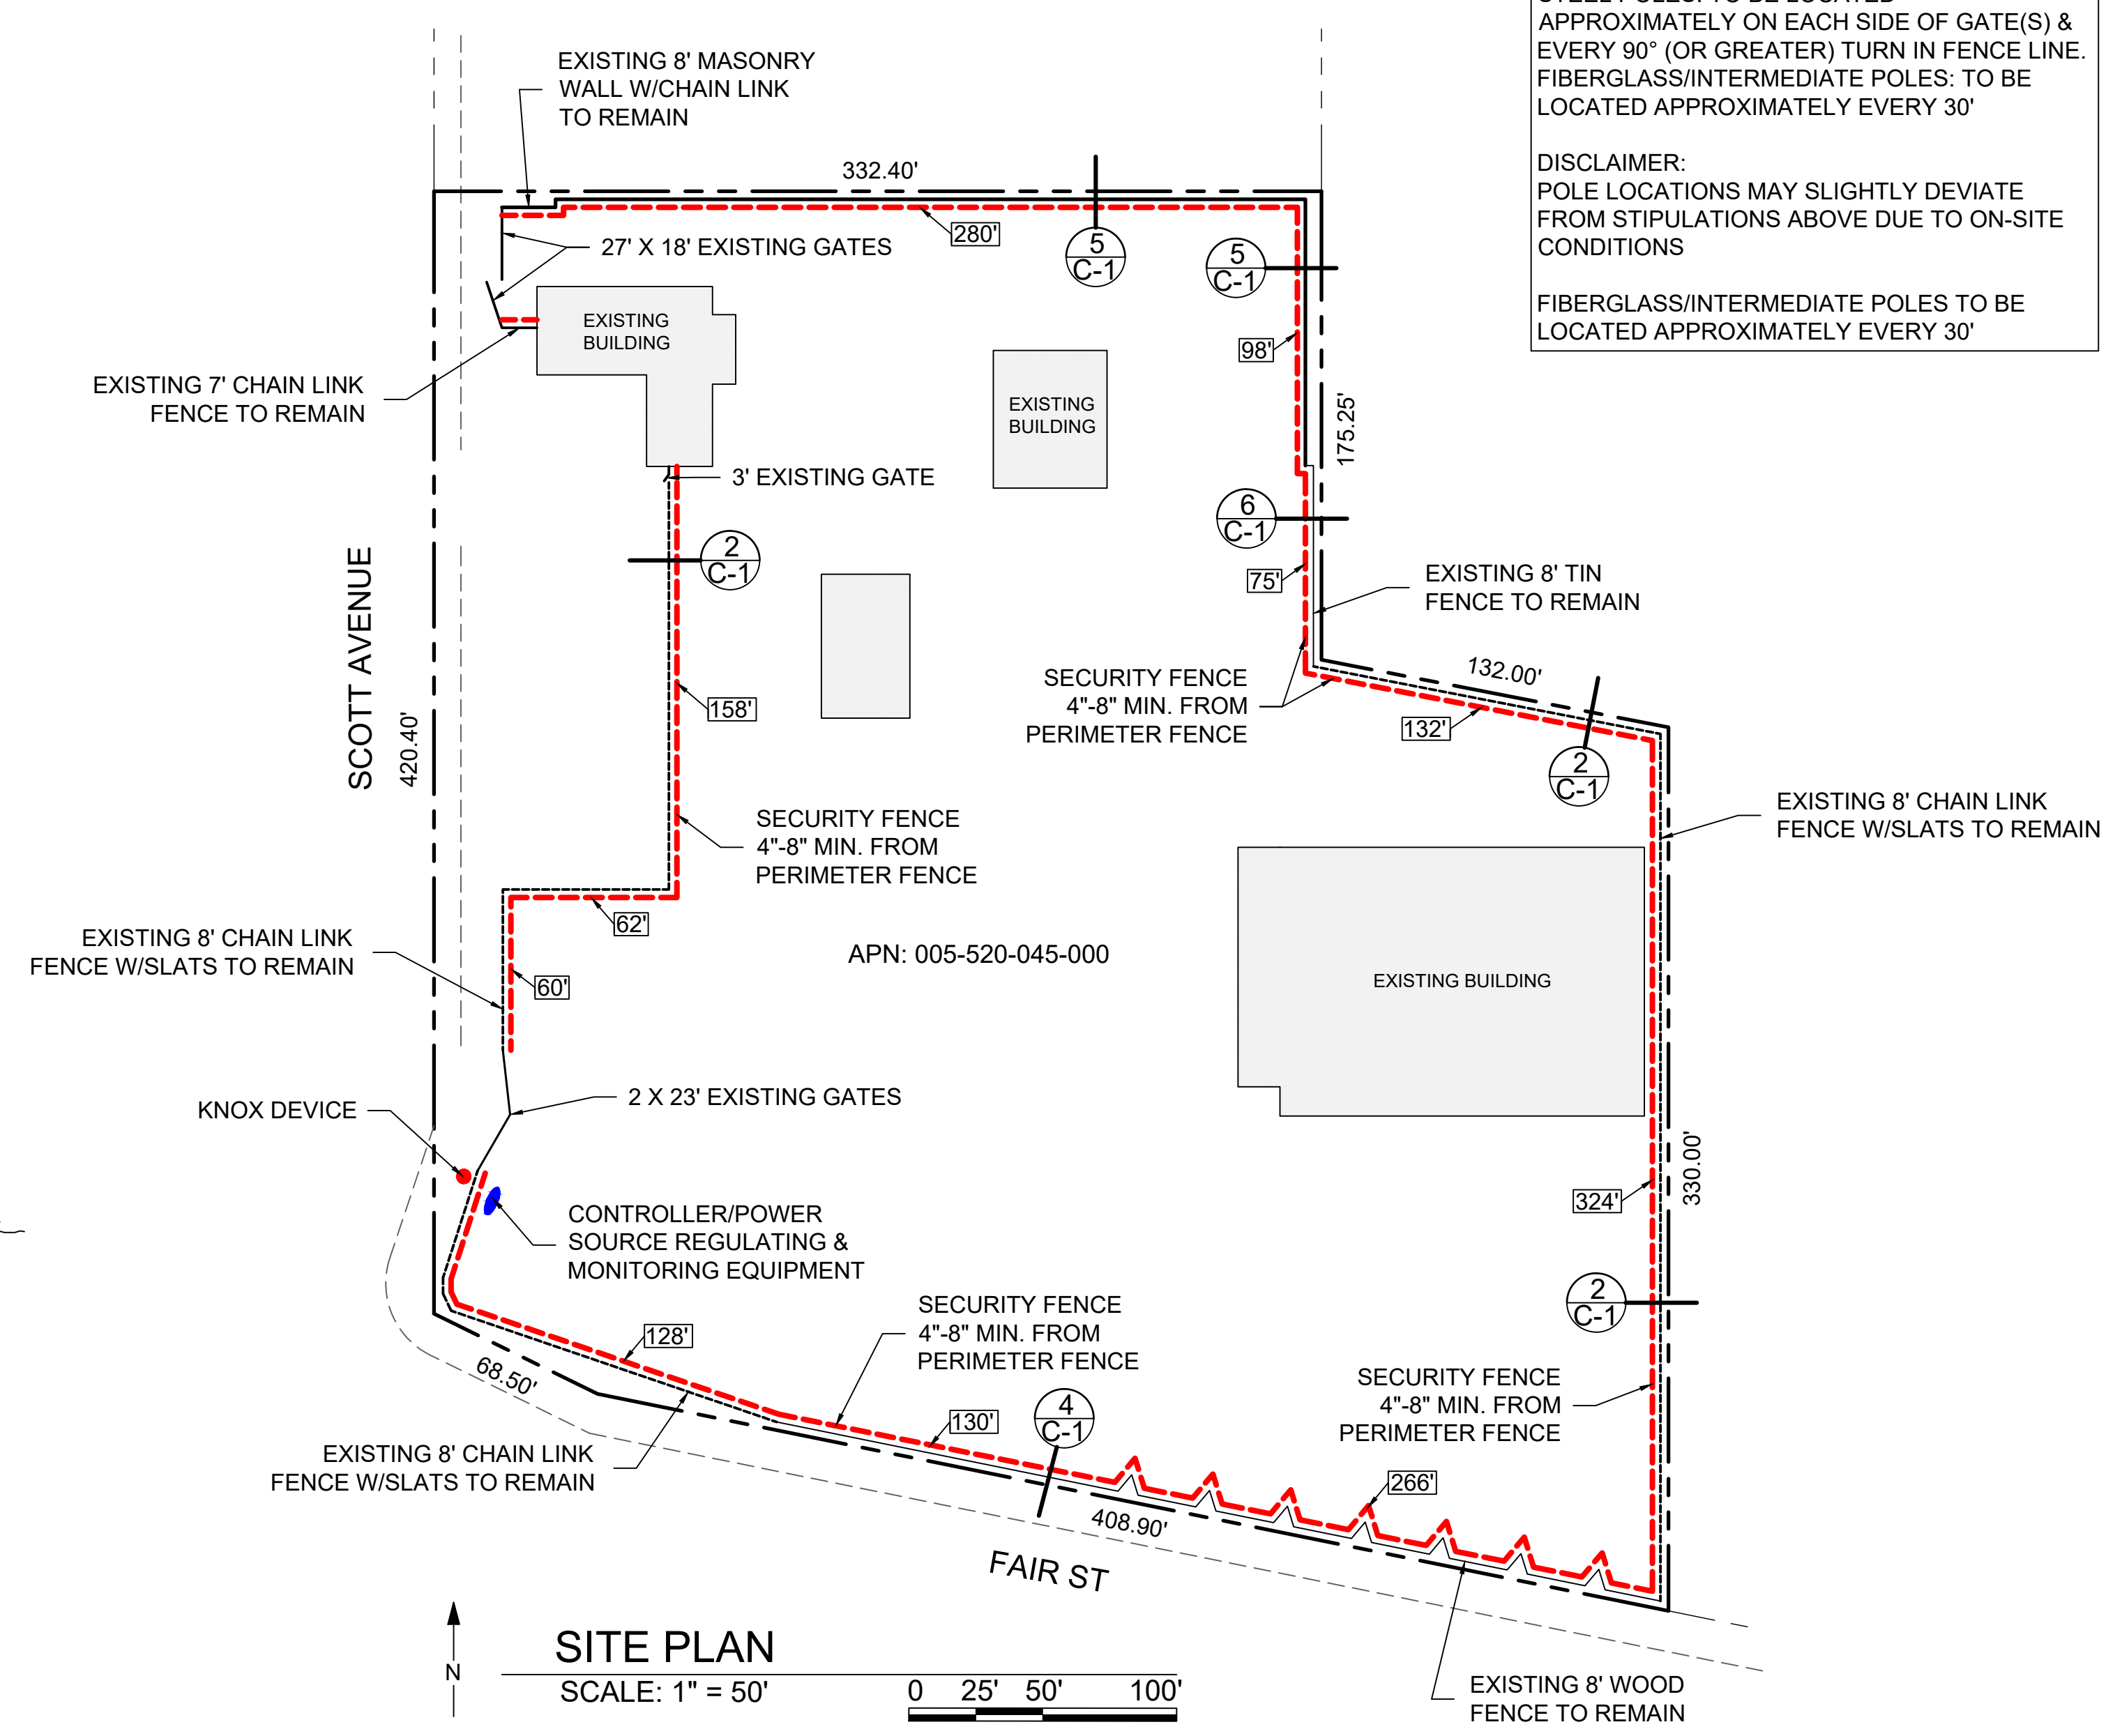 APPROXIMATELY ON EACH SIDE OF GATE(S) &
EVERY 90° (OR GREATER) TURN IN FENCE LINE.
FIBERGLASS/INTERMEDIATE POLES: TO BE
LOCATED APPROXIMATELY EVERY 30'
DISCLAIMER:
POLE LOCATIONS MAY SLIGHTLY DEVIATE
FROM STIPULATIONS ABOVE DUE TO ON-SITE
CONDITIONS
FIBERGLASS/INTERMEDIATE POLES TO BE
LOCATED APPROXIMATELY EVERY 30'
EXISTING 8' MASONRY
WALL W/CHAIN LINK
TO REMAIN
332.40'
280'
27' X 18' EXISTING GATES
5
C-1
5
C-1
EXISTING
BUILDING
98'
EXISTING 7' CHAIN LINK
FENCE TO REMAIN
EXISTING
BUILDING
175.25'
3' EXISTING GATE
6
C-1
2
C-1
75'
EXISTING 8' TIN
FENCE TO REMAIN
SCOTT AVENUE
420.40'
158'
SECURITY FENCE
4"-8" MIN. FROM
PERIMETER FENCE
132.00'
132'
2
C-1
SECURITY FENCE
4"-8" MIN. FROM
PERIMETER FENCE
EXISTING 8' CHAIN LINK
FENCE W/SLATS TO REMAIN
62'
EXISTING 8' CHAIN LINK
FENCE W/SLATS TO REMAIN
60'
APN: 005-520-045-000
EXISTING BUILDING
2 X 23' EXISTING GATES
KNOX DEVICE
330.00'
324'
CONTROLLER/POWER
SOURCE REGULATING &
MONITORING EQUIPMENT
2
C-1
SECURITY FENCE
4"-8" MIN. FROM
PERIMETER FENCE
128'
68.50'
SECURITY FENCE
4"-8" MIN. FROM
PERIMETER FENCE
4
C-1
130'
EXISTING 8' CHAIN LINK
FENCE W/SLATS TO REMAIN
266'
408.90'
FAIR ST
N
SITE PLAN
SCALE: 1" = 50'
0 25' 50' 100'
EXISTING 8' WOOD
FENCE TO REMAIN